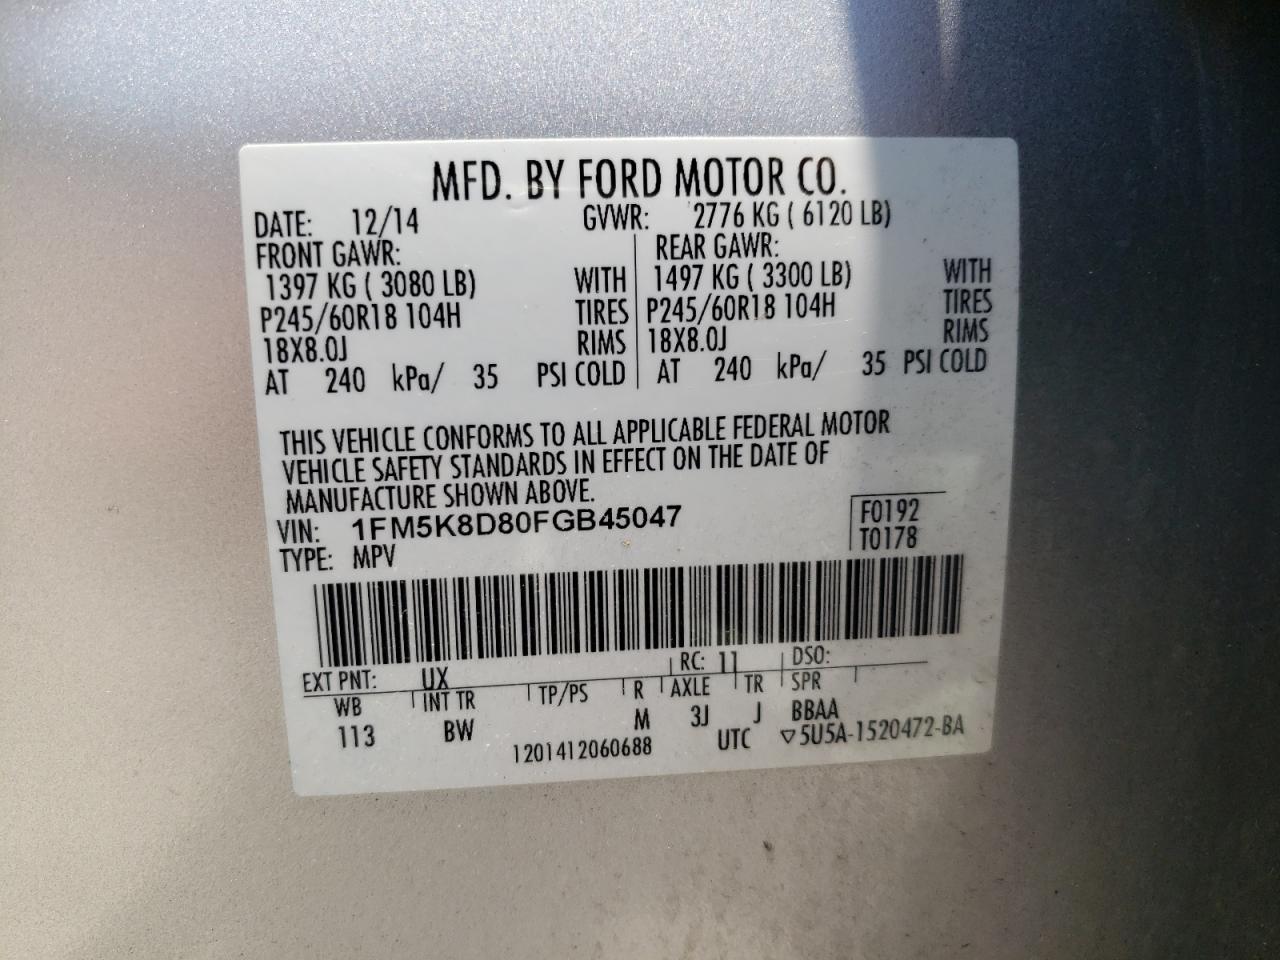 MFD. BY FORD MOTOR CO.
DATE: 12/14 GVWR: 2776 KG ( 6120 LB)
FRONT GAWR: REAR GAWR:
1397 KG ( 3080 LB) WITH 1497 KG ( 3300 LB) WITH
P245/60R18 104H TIRES P245/60R18 104H TIRES
18X8.0J RIMS 18X8.0J RIMS
AT 240 kPa/ 35 PSI COLD AT 240 kPa/ 35 PSI COLD
THIS VEHICLE CONFORMS TO ALL APPLICABLE FEDERAL MOTOR
VEHICLE SAFETY STANDARDS IN EFFECT ON THE DATE OF
MANUFACTURE SHOWN ABOVE.
VIN: 1FM5K8D80FGB45047 F0192
TYPE: MPV T0178
EXT PNT: UX RC: 11 DSO:
WB INT TR TP/PS R AXLE TR SPR
113 BW M 3J J BBAA
1201412060688 UTC ▽5U5A-1520472-BA